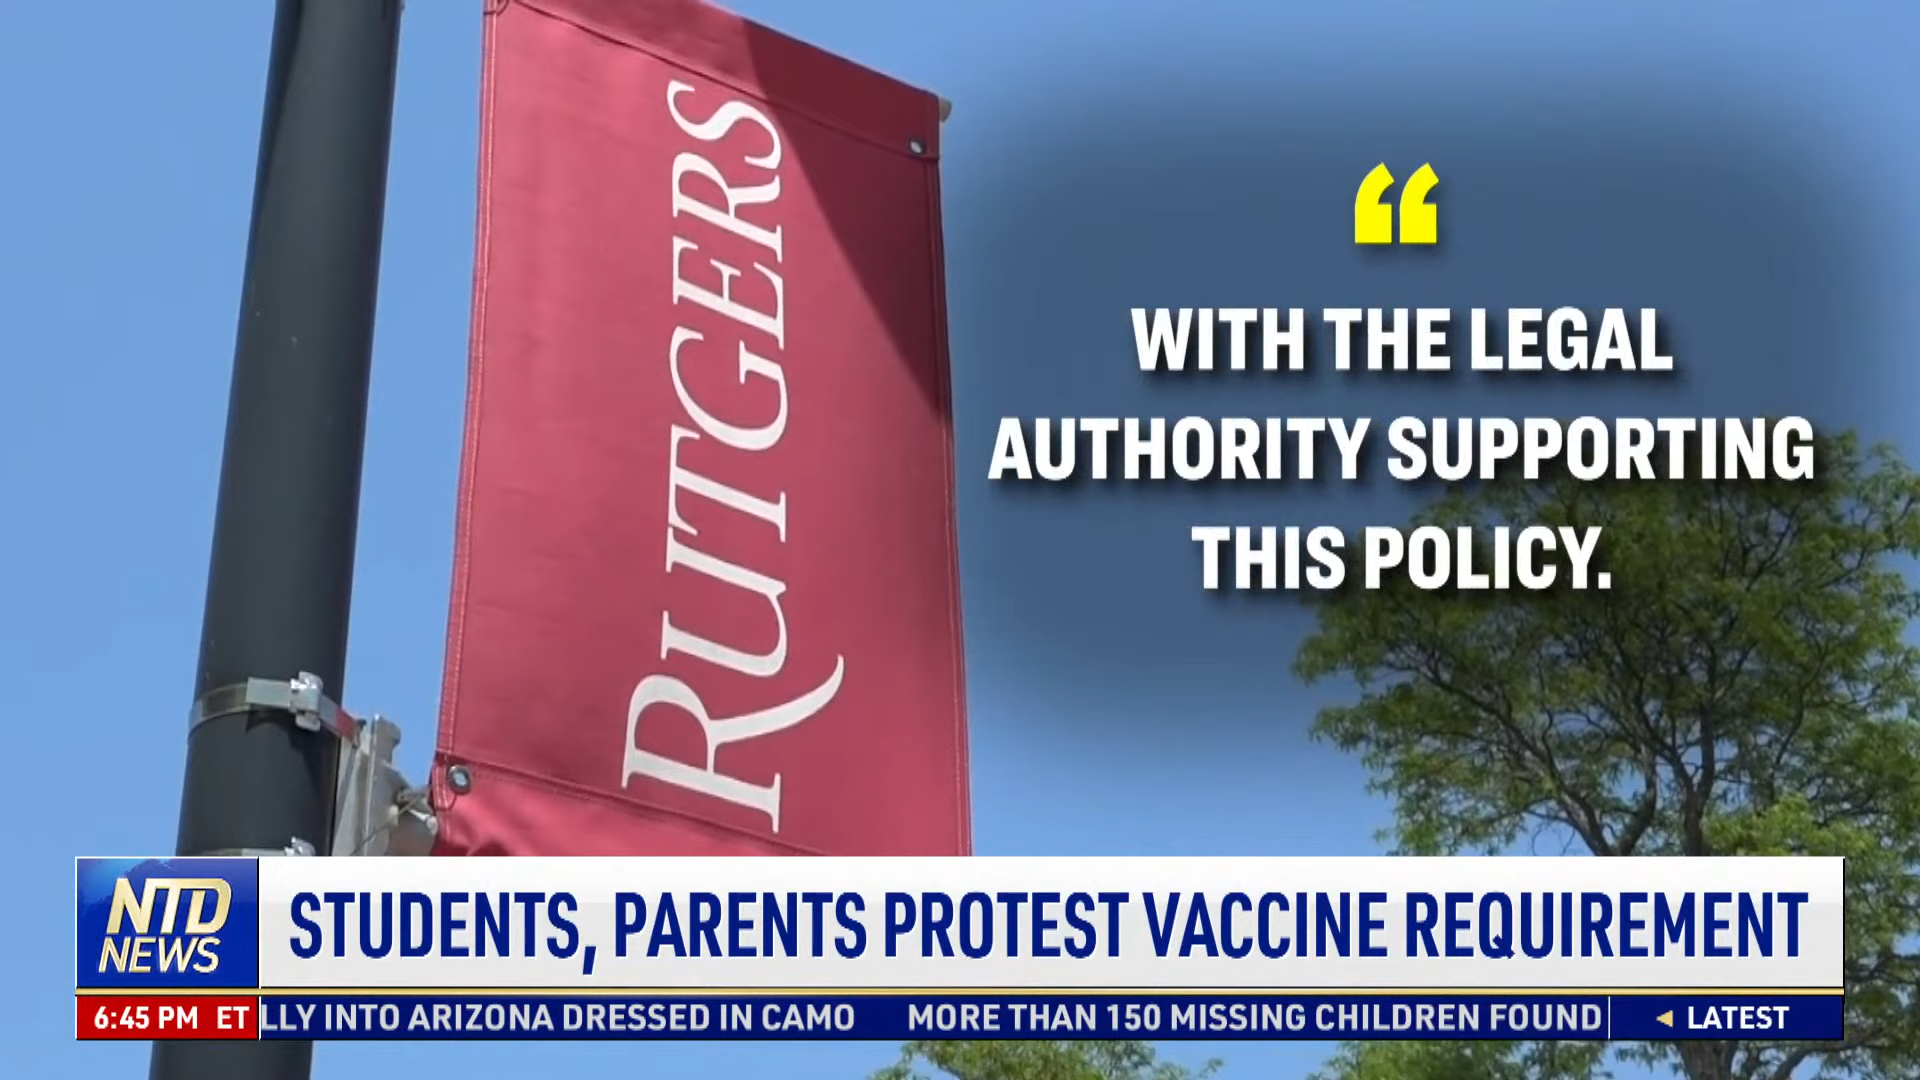 RUTGERS
“
WITH THE LEGAL
AUTHORITY SUPPORTING
THIS POLICY.
NTD
NEWS
STUDENTS, PARENTS PROTEST VACCINE REQUIREMENT
6:45 PM ET
LLY INTO ARIZONA DRESSED IN CAMO MORE THAN 150 MISSING CHILDREN FOUND
LATEST